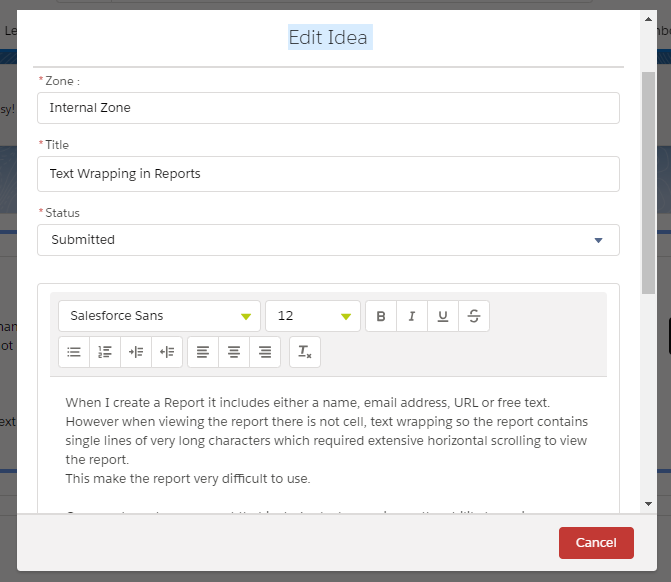 Edit Idea
* Zone :
Internal Zone
* Title
Text Wrapping in Reports
* Status
Submitted
Salesforce Sans
12
B I U S
When I create a Report it includes either a name, email address, URL or free text.
However when viewing the report there is not cell, text wrapping so the report contains
single lines of very long characters which required extensive horizontal scrolling to view
the report.
This make the report very difficult to use.
Cancel